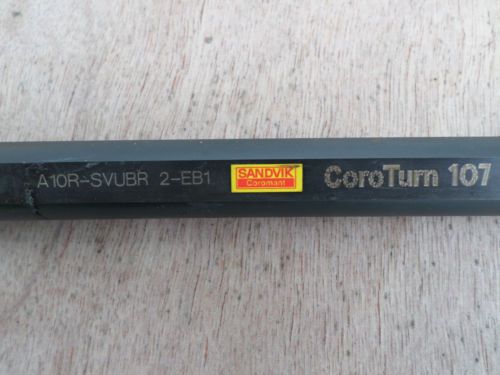 A10R-SVUBR 2-EB1
SANDVIK
Coromant
CoroTurn 107